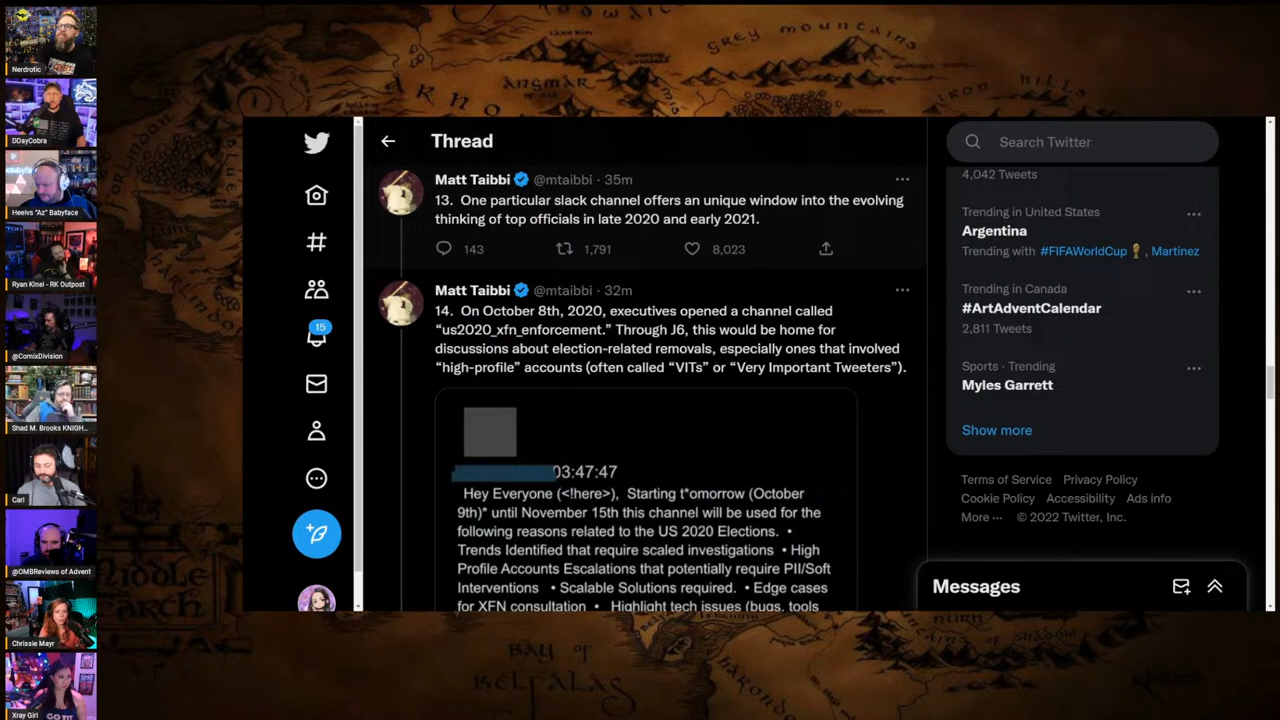 GREY MOUNTAINS
ANGMAR
Nerdrotic
DDayCobra
Heelvs "Az" Babyface
Ryan Kinel - RK Outpost
@ComixDivision
Shad M. Brooks KNIGH...
Carl
@OMBReviews of Advent
Chrissie Mayr
Xray Girl
15
Thread
Matt Taibbi @mtaibbi · 35m
13. One particular slack channel offers an unique window into the evolving
thinking of top officials in late 2020 and early 2021.
143 1,791 8,023
Matt Taibbi @mtaibbi · 32m
14. On October 8th, 2020, executives opened a channel called
“us2020_xfn_enforcement.” Through J6, this would be home for
discussions about election-related removals, especially ones that involved
“high-profile” accounts (often called “VITs” or “Very Important Tweeters”).
03:47:47
Hey Everyone (<!here>), Starting t*omorrow (October
9th)* until November 15th this channel will be used for the
following reasons related to the US 2020 Elections. •
Trends Identified that require scaled investigations • High
Profile Accounts Escalations that potentially require PII/Soft
Interventions • Scalable Solutions required. • Edge cases
for XFN consultation • Highlight tech issues (bugs, tools
Search Twitter
4,042 Tweets
Trending in United States
Argentina
Trending with #FIFAWorldCup 🏆, Martinez
Trending in Canada
#ArtAdventCalendar
2,811 Tweets
Sports · Trending
Myles Garrett
Show more
Terms of Service Privacy Policy
Cookie Policy Accessibility Ads info
More ··· © 2022 Twitter, Inc.
Messages
MIDDLE
BAY OF
BELFALAS